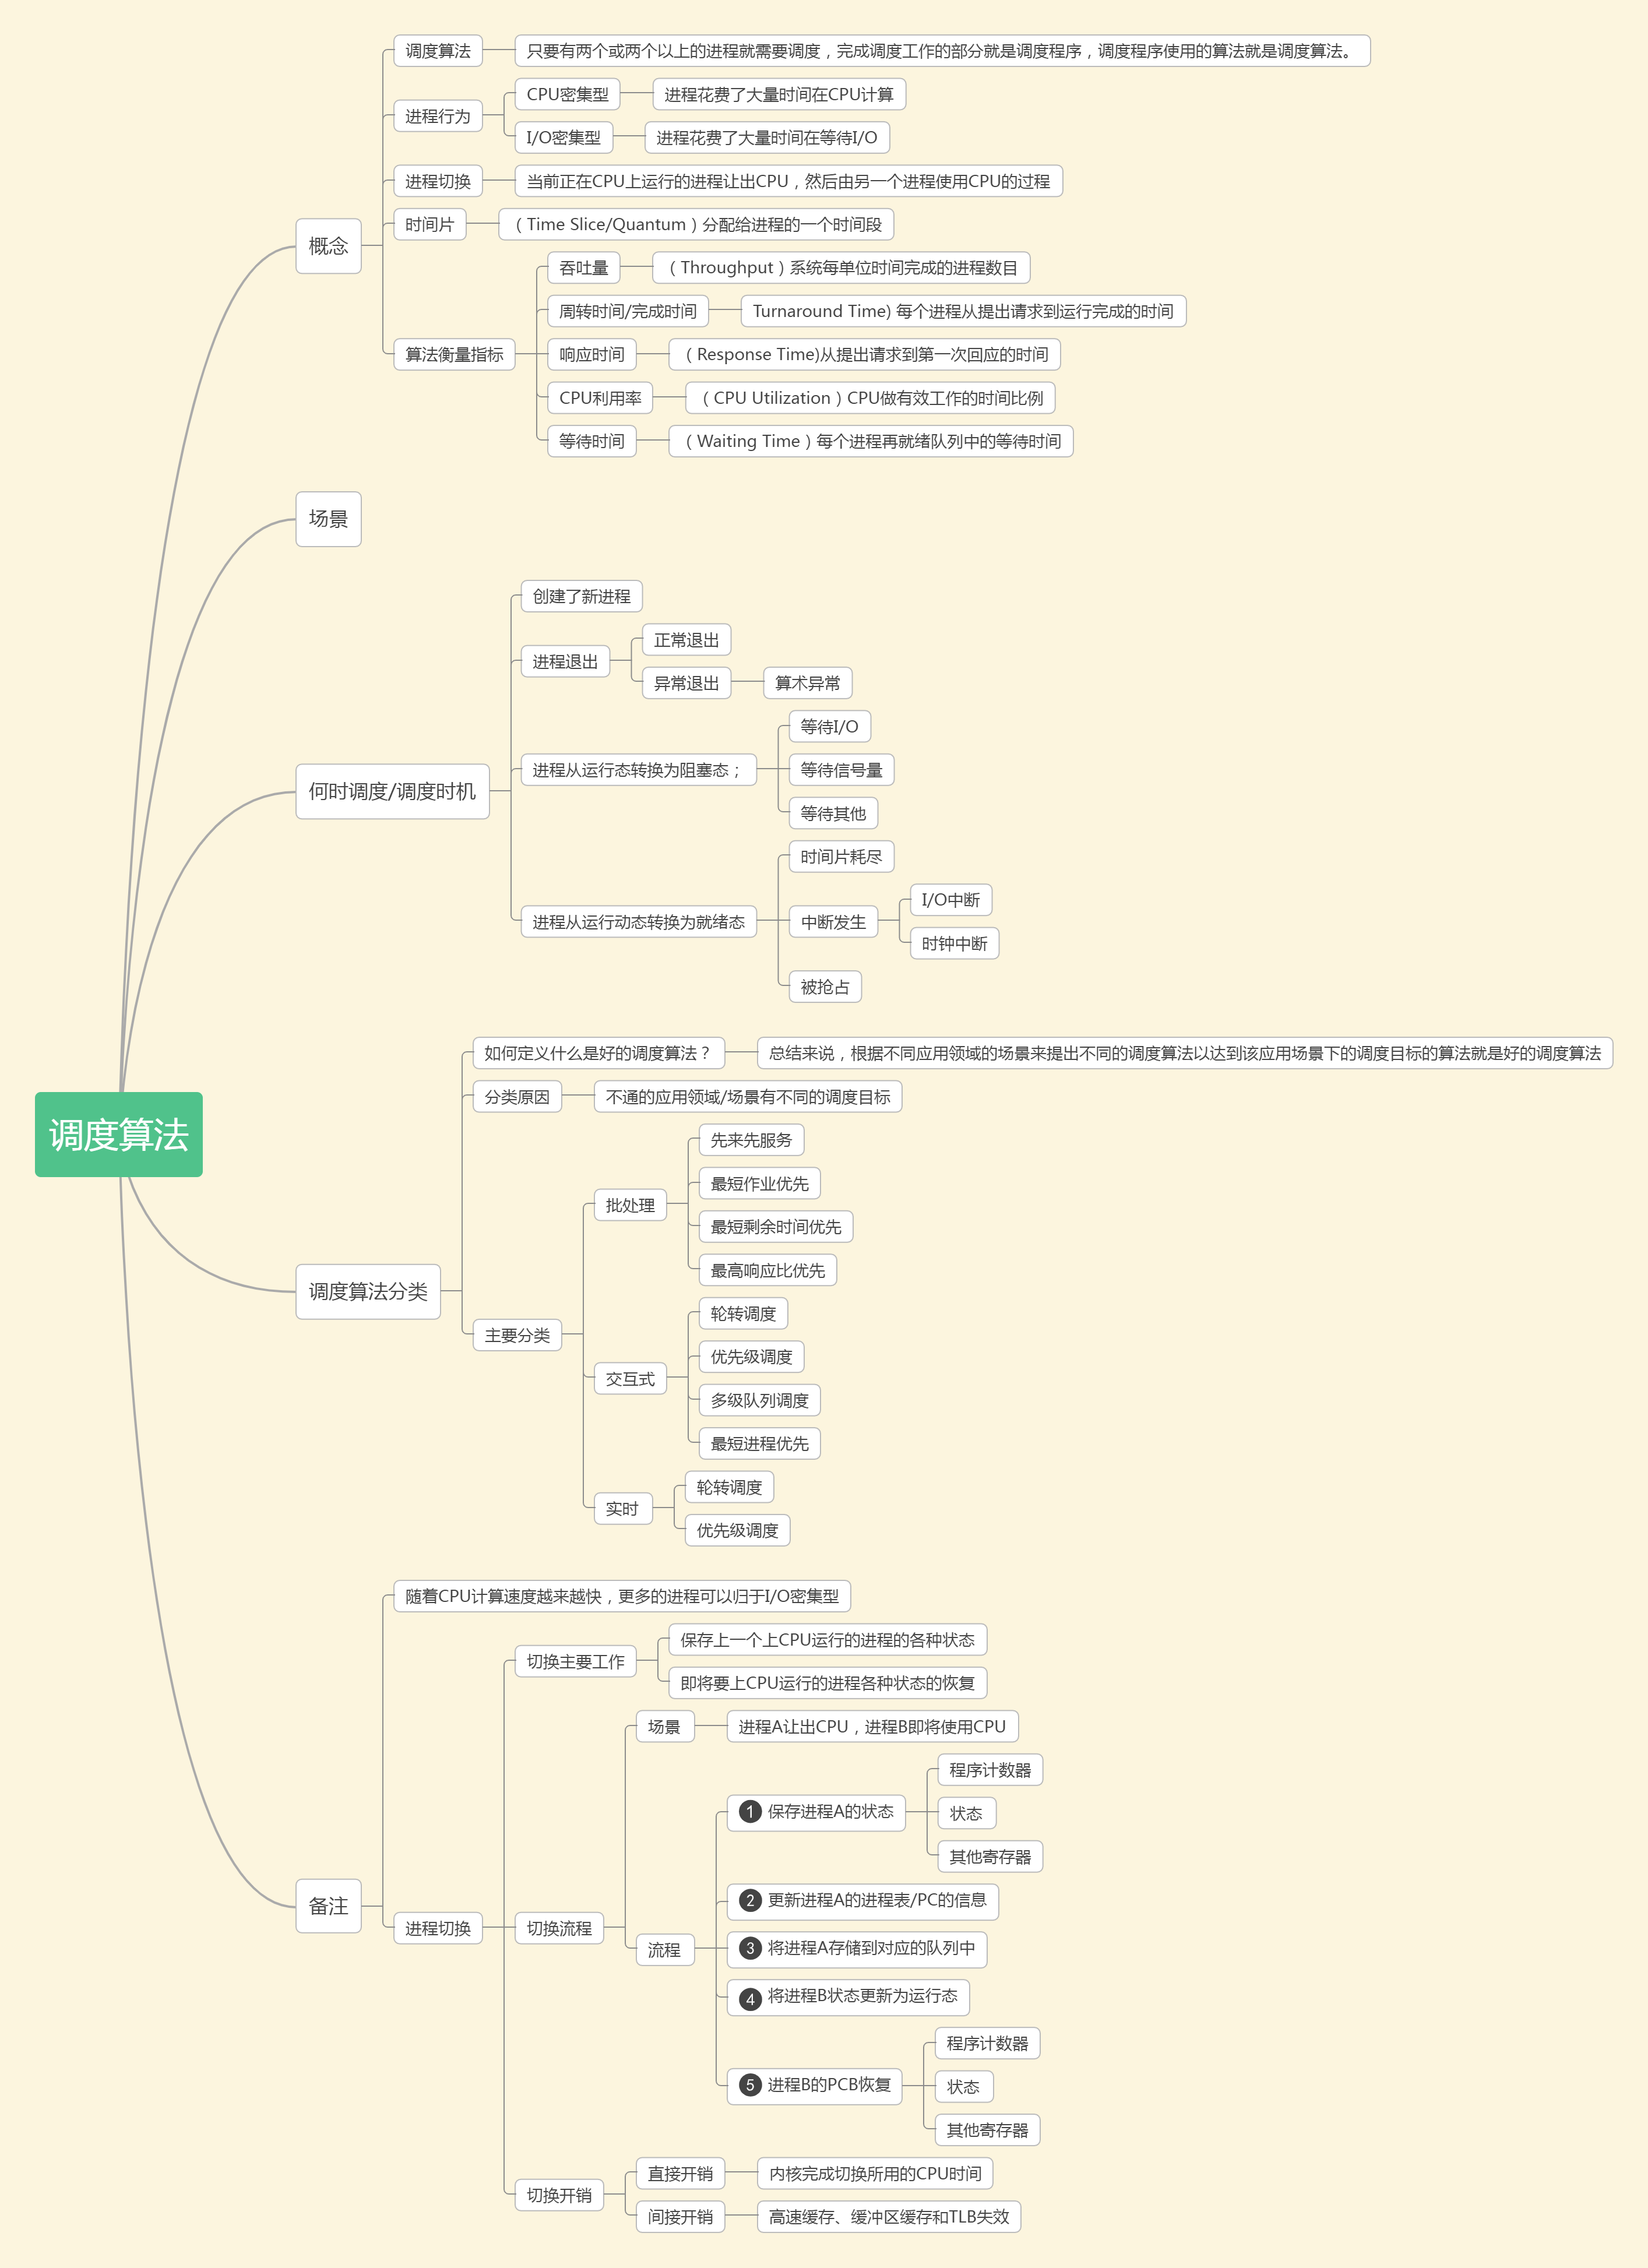 调度算法
概念
调度算法
只要有两个或两个以上的进程就需要调度，完成调度工作的部分就是调度程序，调度程序使用的算法就是调度算法。
进程行为
CPU密集型
进程花费了大量时间在CPU计算
I/O密集型
进程花费了大量时间在等待I/O
进程切换
当前正在CPU上运行的进程让出CPU，然后由另一个进程使用CPU的过程
时间片
（Time Slice/Quantum）分配给进程的一个时间段
算法衡量指标
吞吐量
（Throughput）系统每单位时间完成的进程数目
周转时间/完成时间
Turnaround Time) 每个进程从提出请求到运行完成的时间
响应时间
（Response Time)从提出请求到第一次回应的时间
CPU利用率
（CPU Utilization）CPU做有效工作的时间比例
等待时间
（Waiting Time）每个进程再就绪队列中的等待时间
场景
何时调度/调度时机
创建了新进程
进程退出
正常退出
异常退出
算术异常
进程从运行态转换为阻塞态；
等待I/O
等待信号量
等待其他
进程从运行动态转换为就绪态
时间片耗尽
中断发生
I/O中断
时钟中断
被抢占
调度算法分类
如何定义什么是好的调度算法？
总结来说，根据不同应用领域的场景来提出不同的调度算法以达到该应用场景下的调度目标的算法就是好的调度算法
分类原因
不通的应用领域/场景有不同的调度目标
主要分类
批处理
先来先服务
最短作业优先
最短剩余时间优先
最高响应比优先
交互式
轮转调度
优先级调度
多级队列调度
最短进程优先
实时
轮转调度
优先级调度
备注
随着CPU计算速度越来越快，更多的进程可以归于I/O密集型
进程切换
切换主要工作
保存上一个上CPU运行的进程的各种状态
即将要上CPU运行的进程各种状态的恢复
切换流程
场景
进程A让出CPU，进程B即将使用CPU
流程
1 保存进程A的状态
程序计数器
状态
其他寄存器
2 更新进程A的进程表/PC的信息
3 将进程A存储到对应的队列中
4 将进程B状态更新为运行态
5 进程B的PCB恢复
程序计数器
状态
其他寄存器
切换开销
直接开销
内核完成切换所用的CPU时间
间接开销
高速缓存、缓冲区缓存和TLB失效